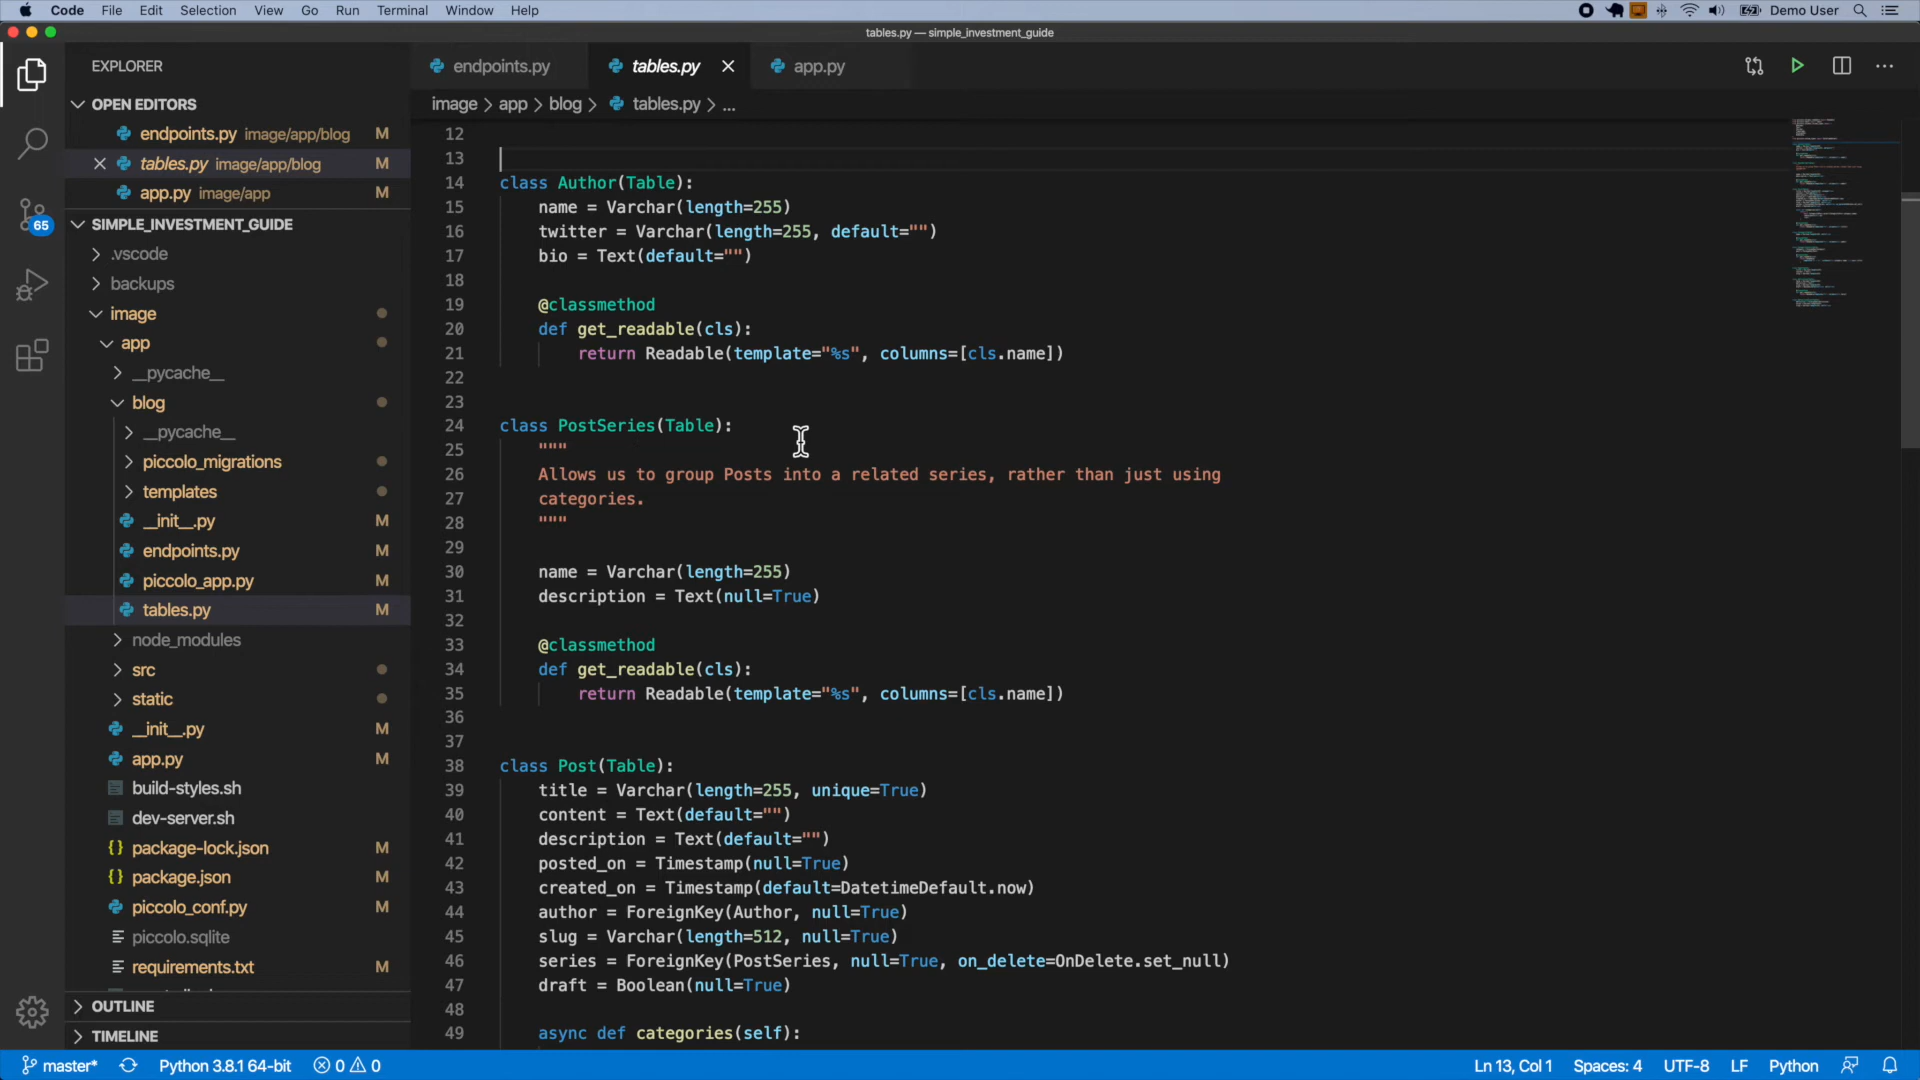 Code File Edit Selection View Go Run Terminal Window Help Demo User
tables.py — simple_investment_guide
EXPLORER
endpoints.py tables.py app.py
OPEN EDITORS
image > app > blog > tables.py > ...
endpoints.py image/app/blog M
tables.py image/app/blog M
app.py image/app M
65
SIMPLE_INVESTMENT_GUIDE
.vscode
backups
image
app
__pycache__
blog
__pycache__
piccolo_migrations
templates
__init__.py M
endpoints.py M
piccolo_app.py M
tables.py M
node_modules
src
static
__init__.py M
app.py M
build-styles.sh
dev-server.sh
package-lock.json M
package.json M
piccolo_conf.py M
piccolo.sqlite
requirements.txt M
OUTLINE
TIMELINE
12
13
14 class Author(Table):
15 name = Varchar(length=255)
16 twitter = Varchar(length=255, default="")
17 bio = Text(default="")
18
19 @classmethod
20 def get_readable(cls):
21 return Readable(template="%s", columns=[cls.name])
22
23
24 class PostSeries(Table):
25 """
26 Allows us to group Posts into a related series, rather than just using
27 categories.
28 """
29
30 name = Varchar(length=255)
31 description = Text(null=True)
32
33 @classmethod
34 def get_readable(cls):
35 return Readable(template="%s", columns=[cls.name])
36
37
38 class Post(Table):
39 title = Varchar(length=255, unique=True)
40 content = Text(default="")
41 description = Text(default="")
42 posted_on = Timestamp(null=True)
43 created_on = Timestamp(default=DatetimeDefault.now)
44 author = ForeignKey(Author, null=True)
45 slug = Varchar(length=512, null=True)
46 series = ForeignKey(PostSeries, null=True, on_delete=OnDelete.set_null)
47 draft = Boolean(null=True)
48
49 async def categories(self):
master* Python 3.8.1 64-bit 0 0 Ln 13, Col 1 Spaces: 4 UTF-8 LF Python